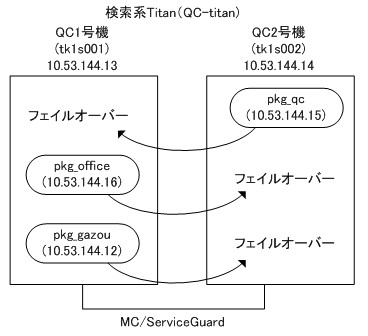 検索系Titan(QC-titan)
QC1号機
(tk1s001)
10.53.144.13
QC2号機
(tk1s002)
10.53.144.14
フェイルオーバー
pkg_qc
(10.53.144.15)
pkg_office
(10.53.144.16)
フェイルオーバー
pkg_gazou
(10.53.144.12)
フェイルオーバー
MC/ServiceGuard